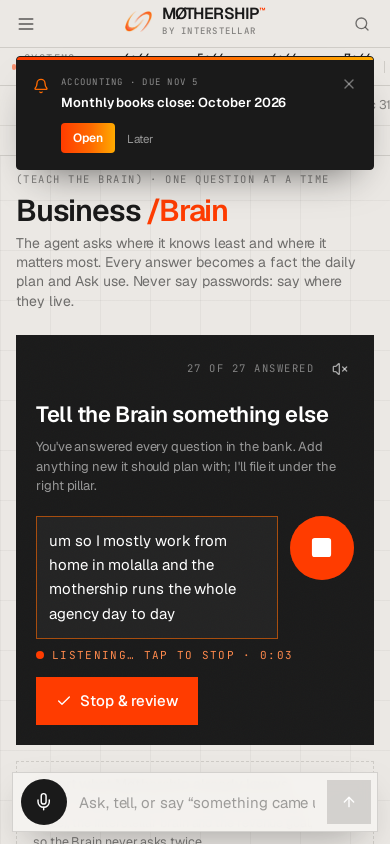 MØTHERSHIP™
BY INTERSTELLAR
ACCOUNTING · DUE NOV 5
Monthly books close: October 2026
Open
Later
(TEACH THE BRAIN) · ONE QUESTION AT A TIME
Business /Brain
The agent asks where it knows least and where it
matters most. Every answer becomes a fact the daily
plan and Ask use. Never say passwords: say where
they live.
27 OF 27 ANSWERED
Tell the Brain something else
You've answered every question in the bank. Add
anything new it should plan with; I'll file it under the
right pillar.
um so I mostly work from
home in molalla and the
mothership runs the whole
agency day to day
LISTENING… TAP TO STOP · 0:03
Stop & review
Ask, tell, or say “something came u
so the Brain never asks twice